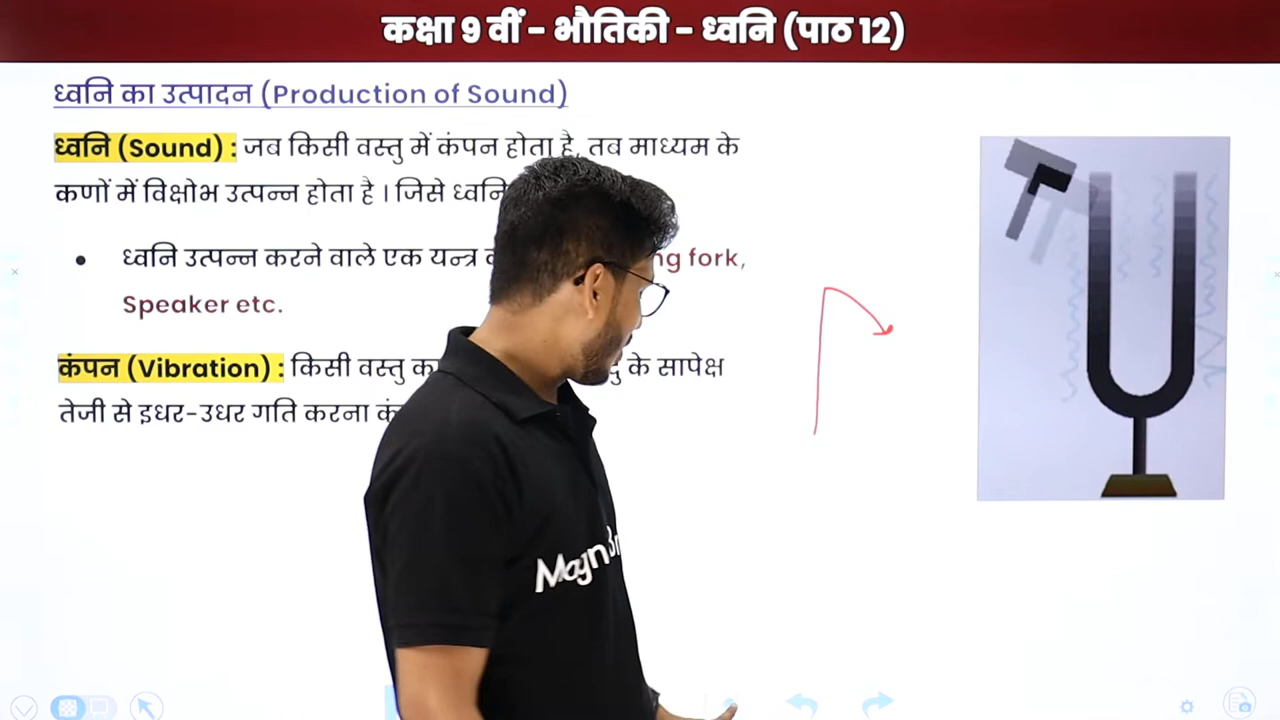 कक्षा 9 वीं - भौतिकी - ध्वनि (पाठ 12)
ध्वनि का उत्पादन (Production of Sound)
ध्वनि (Sound) : जब किसी वस्तु में कंपन होता है, तब माध्यम के
कणों में विक्षोभ उत्पन्न होता है । जिसे ध्वनि
• ध्वनि उत्पन्न करने वाले एक यन्त्र fork,
Speaker etc.
कंपन (Vibration) : किसी वस्तु का के सापेक्ष
तेजी से इधर-उधर गति करना